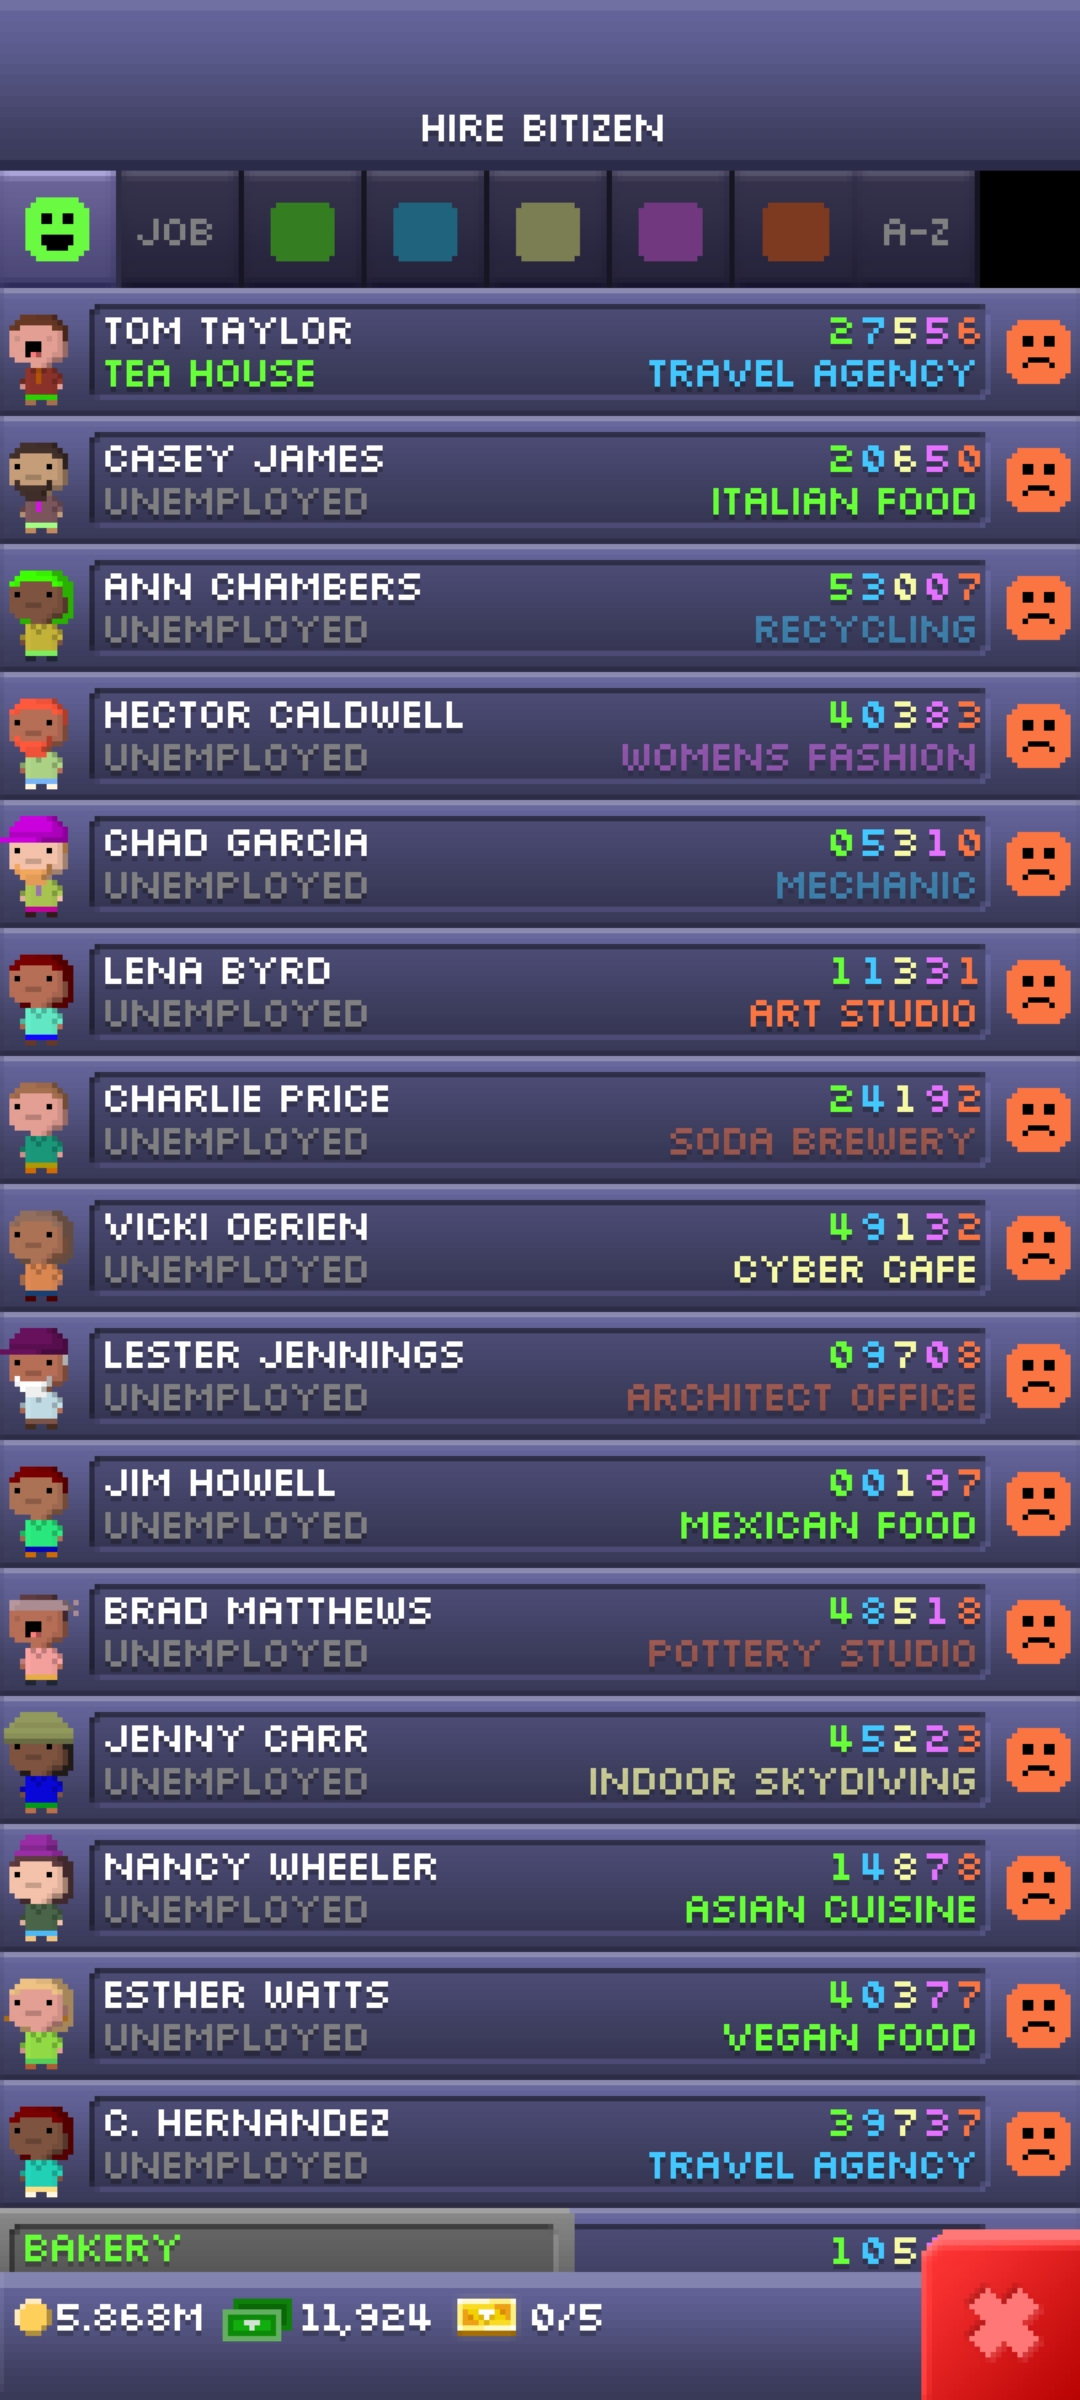 HIRE BITIZEN
JOB A-Z
TOM TAYLOR 27556
TEA HOUSE TRAVEL AGENCY
CASEY JAMES 20650
UNEMPLOYED ITALIAN FOOD
ANN CHAMBERS 53007
UNEMPLOYED RECYCLING
HECTOR CALDWELL 40383
UNEMPLOYED WOMENS FASHION
CHAD GARCIA 05310
UNEMPLOYED MECHANIC
LENA BYRD 11331
UNEMPLOYED ART STUDIO
CHARLIE PRICE 24192
UNEMPLOYED SODA BREWERY
VICKI OBRIEN 49132
UNEMPLOYED CYBER CAFE
LESTER JENNINGS 09708
UNEMPLOYED ARCHITECT OFFICE
JIM HOWELL 00197
UNEMPLOYED MEXICAN FOOD
BRAD MATTHEWS 48518
UNEMPLOYED POTTERY STUDIO
JENNY CARR 45223
UNEMPLOYED INDOOR SKYDIVING
NANCY WHEELER 14878
UNEMPLOYED ASIAN CUISINE
ESTHER WATTS 40377
UNEMPLOYED VEGAN FOOD
C. HERNANDEZ 39737
UNEMPLOYED TRAVEL AGENCY
BAKERY 105
5.868M 11,924 0/5